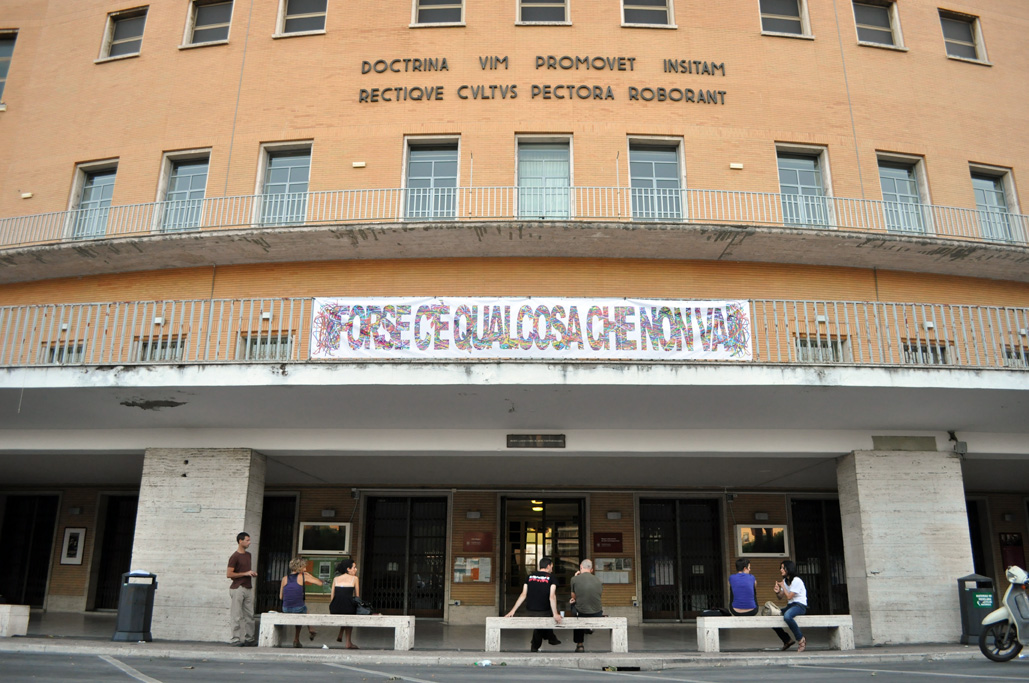 DOCTRINA VIM PROMOVET INSITAM
RECTIQVE CVLTVS PECTORA ROBORANT
FORSE C'E QUALCOSA CHE NON VA!